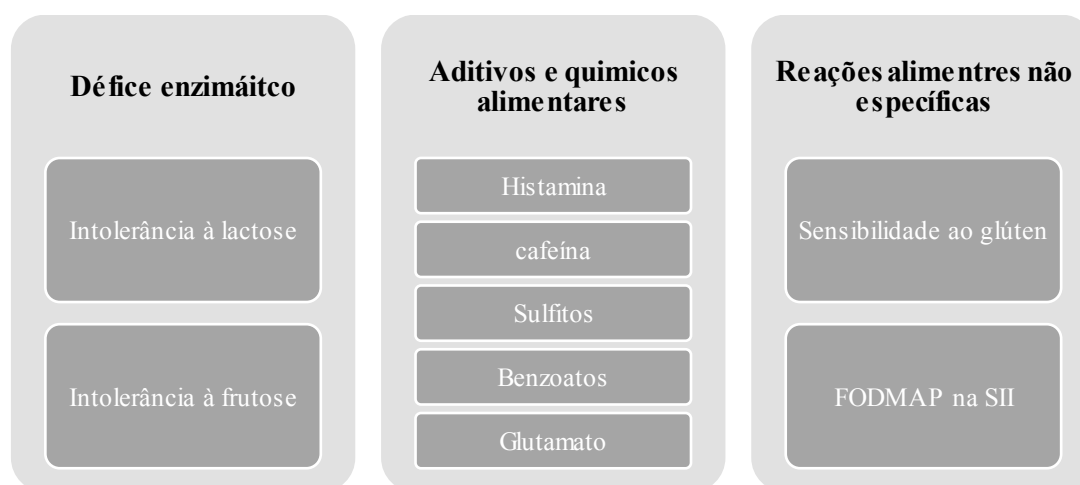 Défice enzimáitco
Intolerância à lactose
Intolerância à frutose
Aditivos e quimicos
alimentares
Histamina
cafeína
Sulfitos
Benzoatos
Glutamato
Reações alimentres não
específicas
Sensibilidade ao glúten
FODMAP na SII